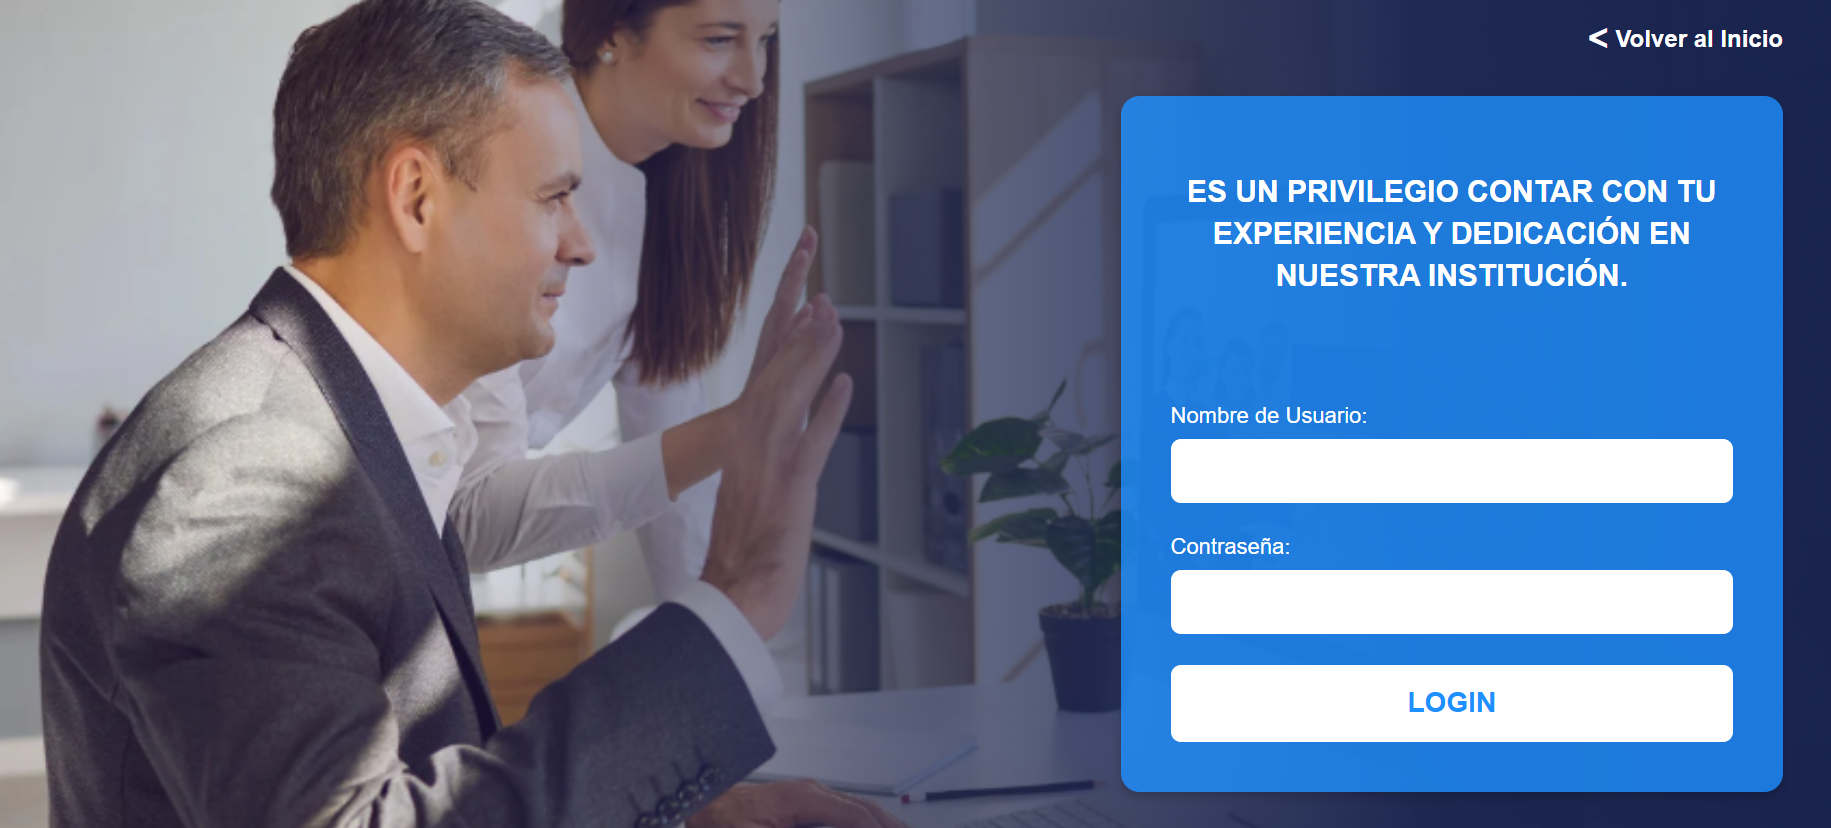 < Volver al Inicio
ES UN PRIVILEGIO CONTAR CON TU
EXPERIENCIA Y DEDICACIÓN EN
NUESTRA INSTITUCIÓN.
Nombre de Usuario:
Contraseña:
LOGIN